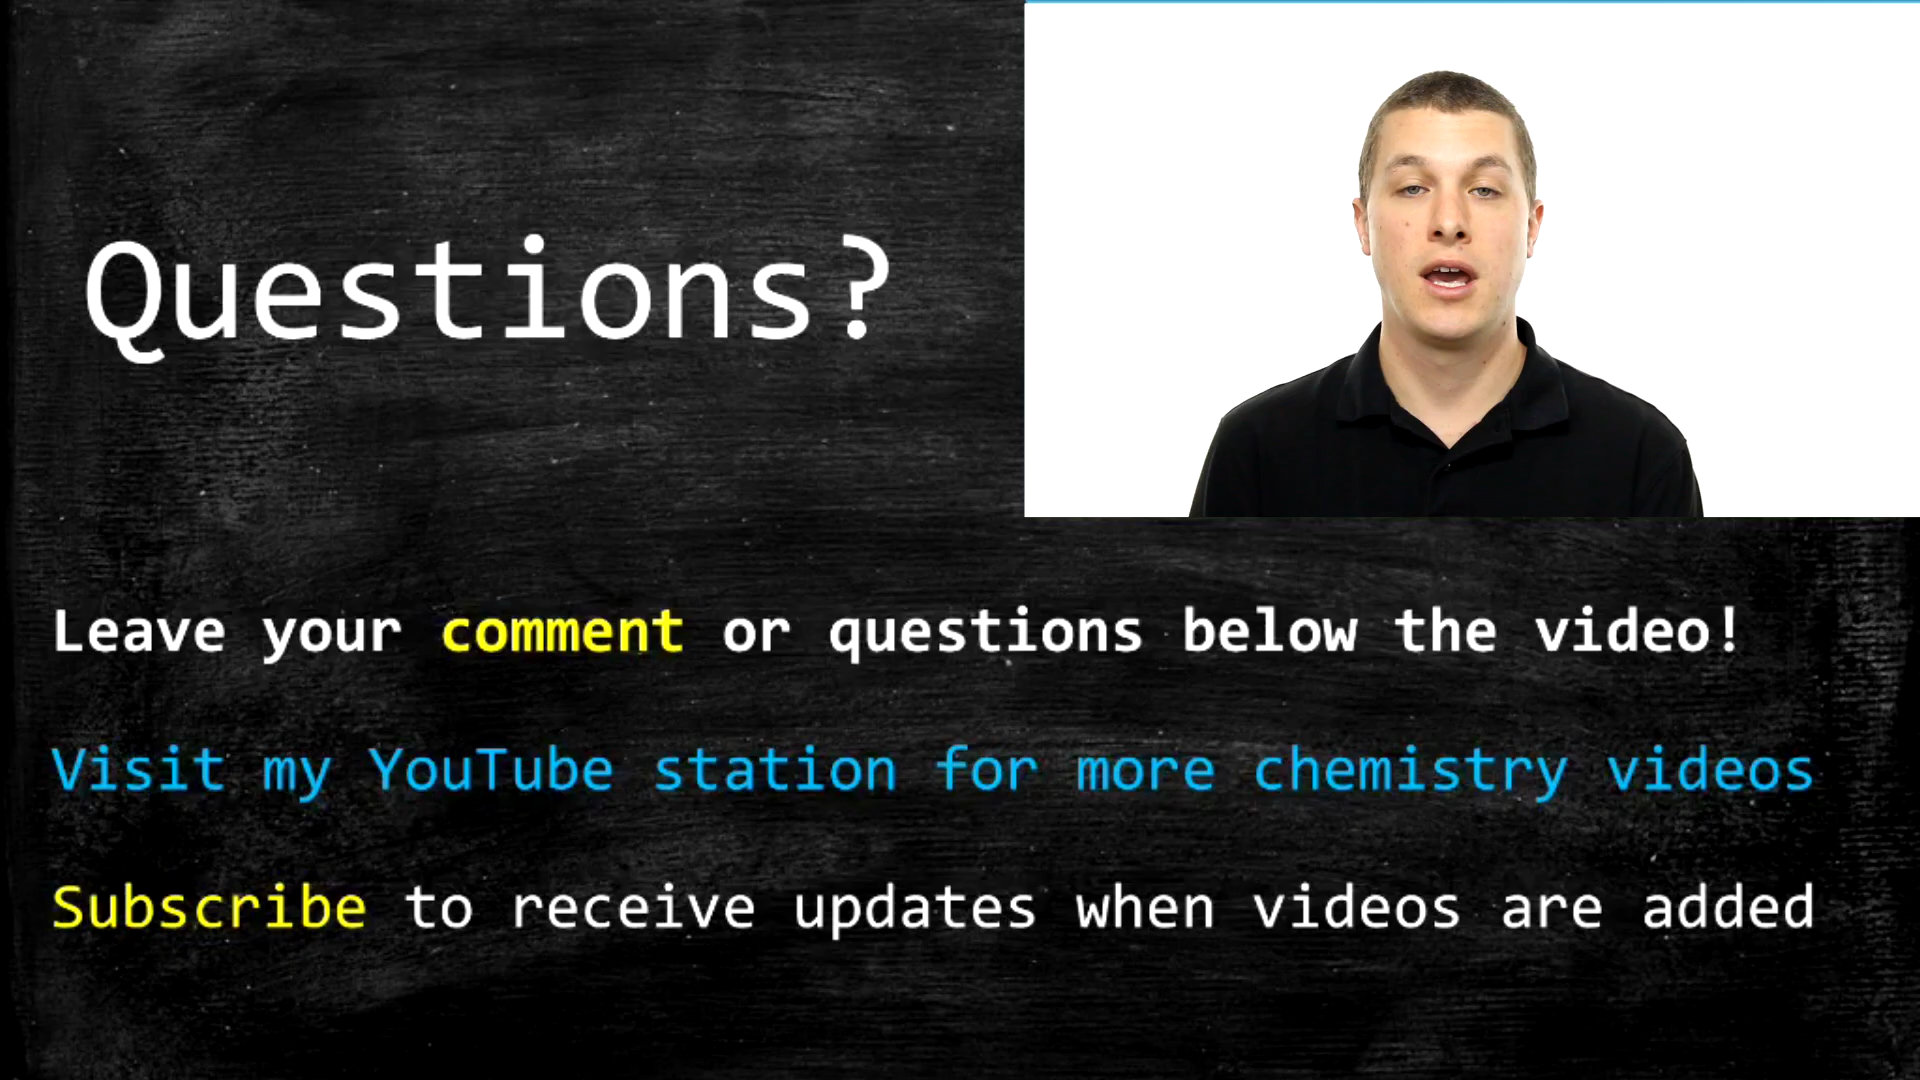 Questions?
Leave your comment or questions below the video!
Visit my YouTube station for more chemistry videos
Subscribe to receive updates when videos are added